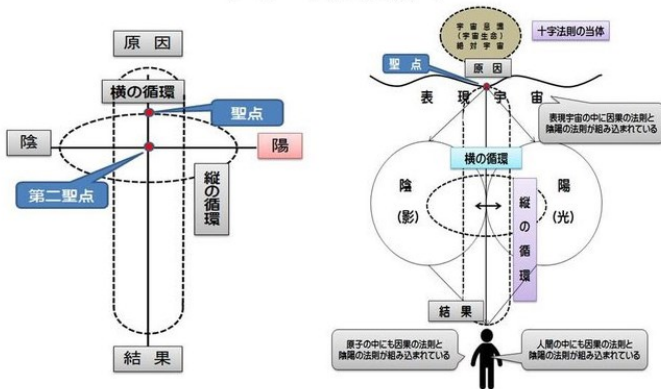 原 因
横の循環
聖点
陰
陽
第二聖点
縦の循環
結 果
宇 宙 意 識
(宇宙生命)
絶 対 宇 宙
十字法則の当体
原 因
聖 点
表 現 宇 宙
表現宇宙の中に因果の法則と
陰陽の法則が組み込まれている
横の循環
陰
(影)
陽
(光)
縦の循環
結 果
原子の中にも因果の法則と
陰陽の法則が組み込まれている
人間の中にも因果の法則と
陰陽の法則が組み込まれている